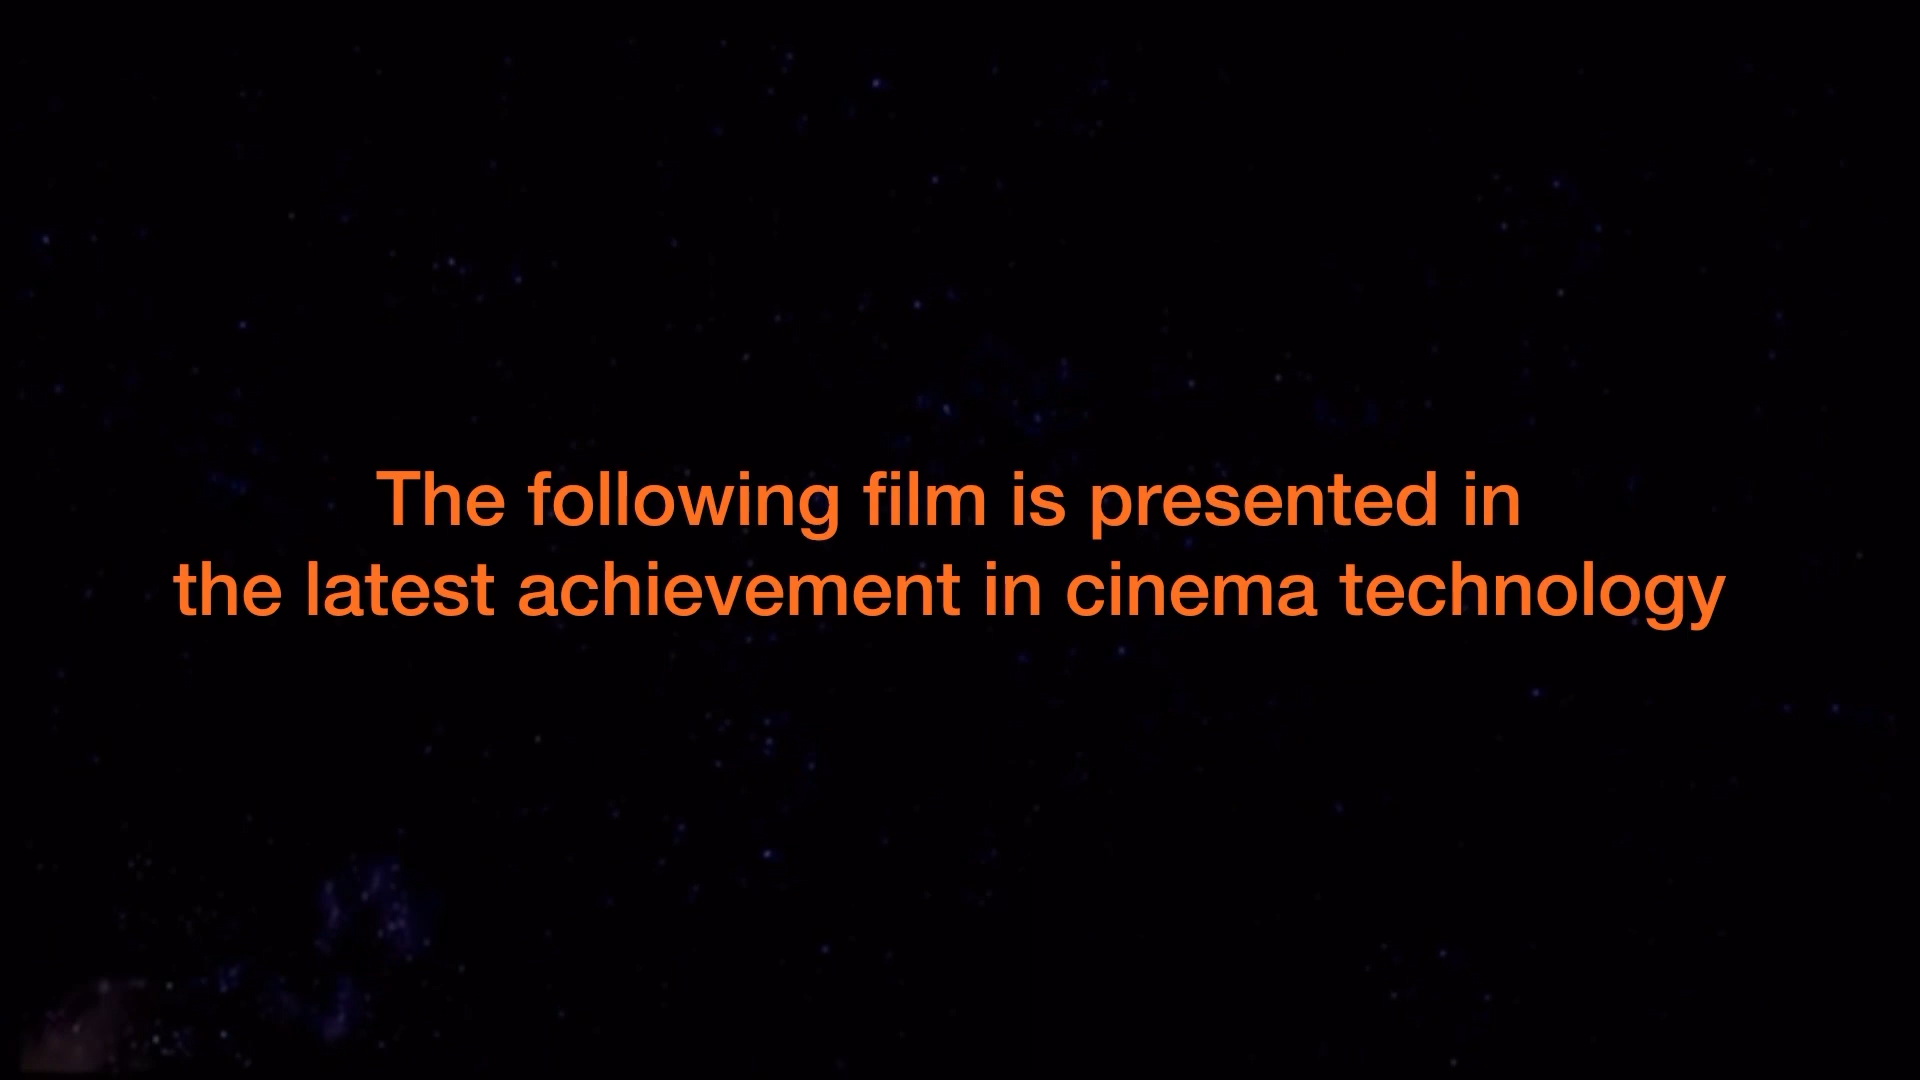 The following film is presented in
the latest achievement in cinema technology